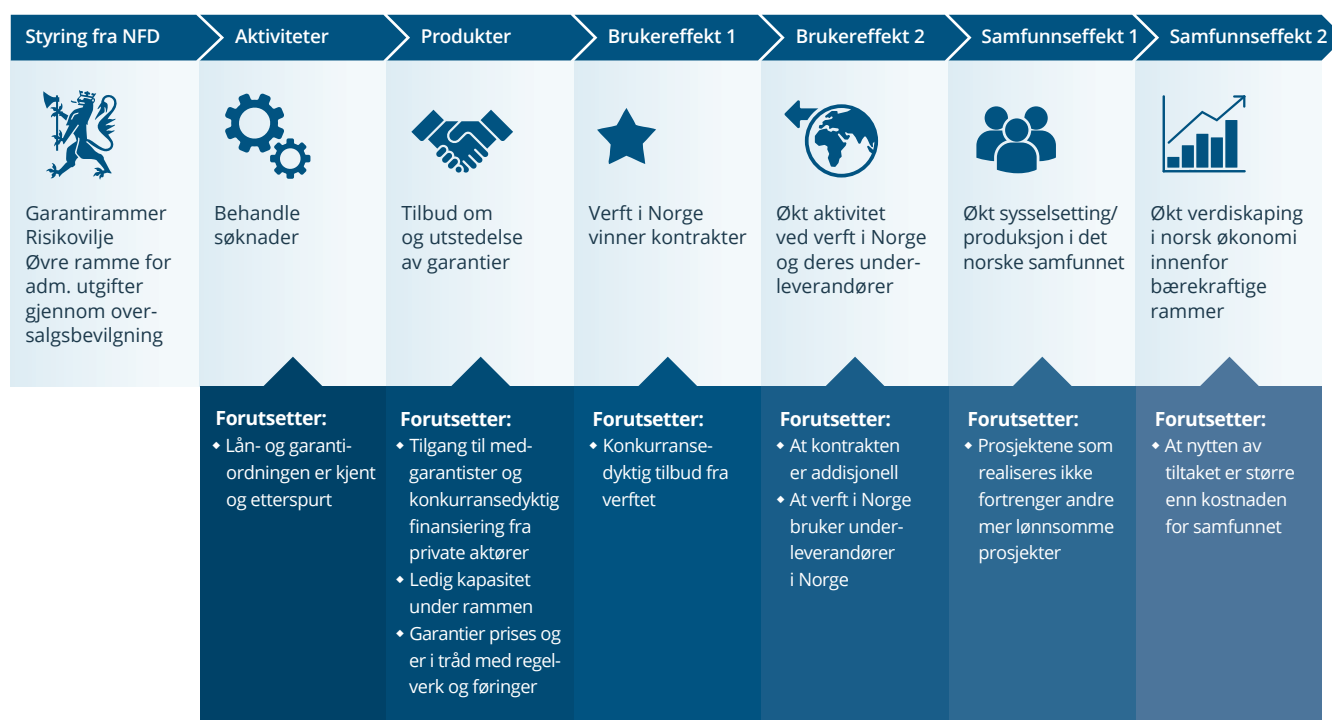 Styring fra NFD
Aktiviteter
Produkter
Brukereffekt 1
Brukereffekt 2
Samfunnseffekt 1
Samfunnseffekt 2
Garantirammer
Risikovilje
Øvre ramme for
adm. utgifter
gjennom over-
salgsbevilgning
Behandle
søknader
Tilbud om
og utstedelse
av garantier
Verft i Norge
vinner kontrakter
Økt aktivitet
ved verft i Norge
og deres under-
leverandører
Økt sysselsetting/
produksjon i det
norske samfunnet
Økt verdiskaping
i norsk økonomi
innenfor
bærekraftige
rammer
Forutsetter:
◆ Lån- og garanti-
ordningen er kjent
og etterspurt
Forutsetter:
◆ Tilgang til med-
garantister og
konkurransedyktig
finansiering fra
private aktører
◆ Ledig kapasitet
under rammen
◆ Garantier prises og
er i tråd med regel-
verk og føringer
Forutsetter:
◆ Konkurranse-
dyktig tilbud fra
verftet
Forutsetter:
◆ At kontrakten
er addisjonell
◆ At verft i Norge
bruker under-
leverandører
i Norge
Forutsetter:
◆ Prosjektene som
realiseres ikke
fortrenger andre
mer lønnsomme
prosjekter
Forutsetter:
◆ At nytten av
tiltaket er større
enn kostnaden
for samfunnet